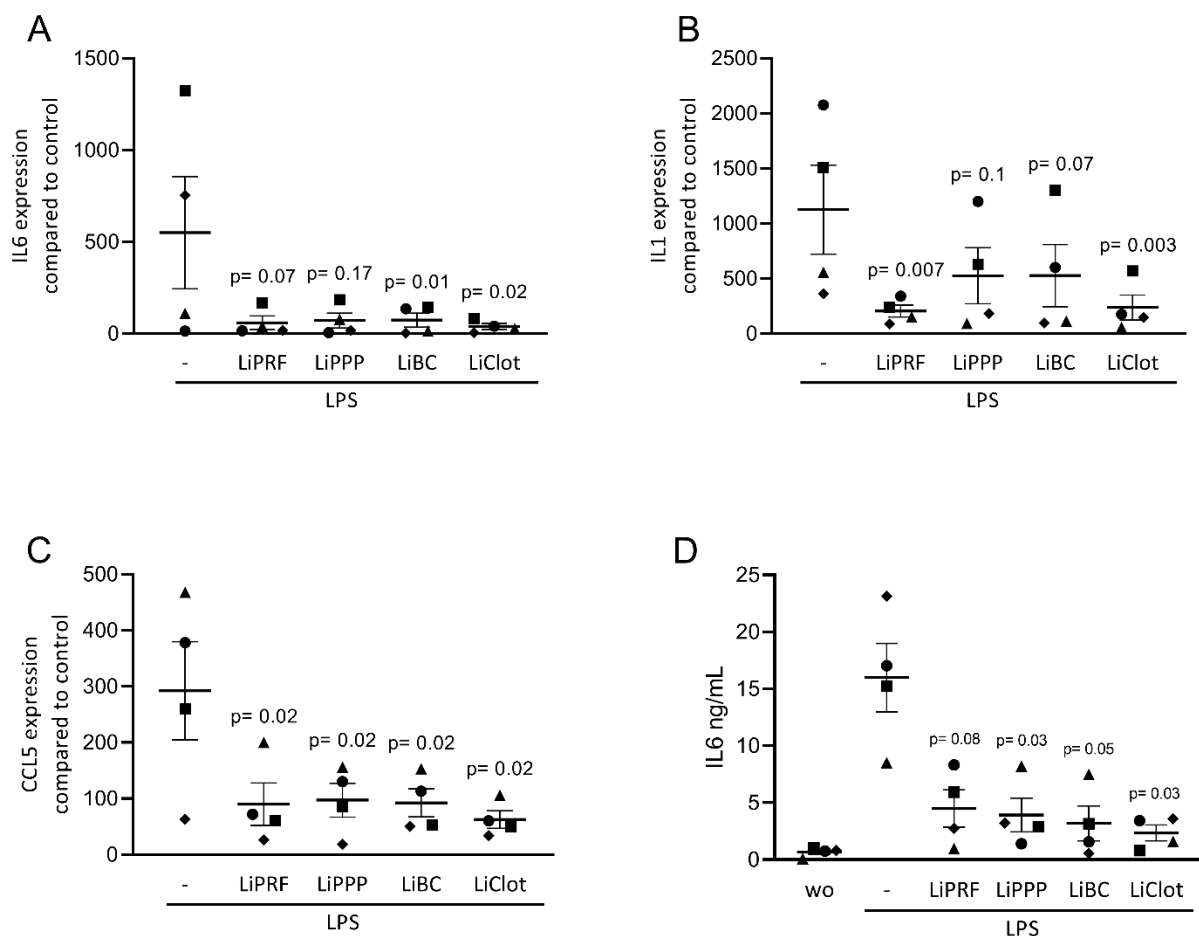 A
IL6 expression
compared to control
1500
1000
500
0
p= 0.07
p= 0.17
p= 0.01
p= 0.02
- LiPRF LiPPP LiBC LiClot
LPS
B
IL1 expression
compared to control
2500
2000
1500
1000
500
0
p= 0.007
p= 0.1
p= 0.07
p= 0.003
- LiPRF LiPPP LiBC LiClot
LPS
C
CCL5 expression
compared to control
500
400
300
200
100
0
p= 0.02
p= 0.02
p= 0.02
p= 0.02
- LiPRF LiPPP LiBC LiClot
LPS
D
IL6 ng/mL
25
20
15
10
5
0
p= 0.08
p= 0.03
p= 0.05
p= 0.03
wo - LiPRF LiPPP LiBC LiClot
LPS